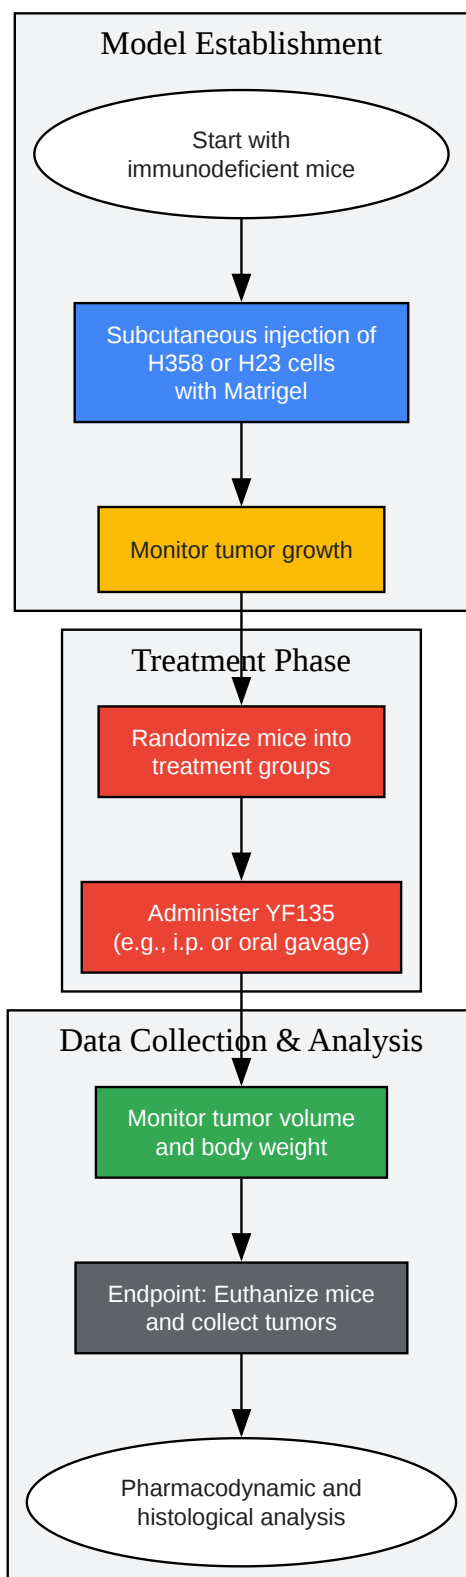 Model Establishment
Start with
immunodeficient mice
Subcutaneous injection of
H358 or H23 cells
with Matrigel
Monitor tumor growth
Treatment Phase
Randomize mice into
treatment groups
Administer YF135
(e.g., i.p. or oral gavage)
Data Collection & Analysis
Monitor tumor volume
and body weight
Endpoint: Euthanize mice
and collect tumors
Pharmacodynamic and
histological analysis